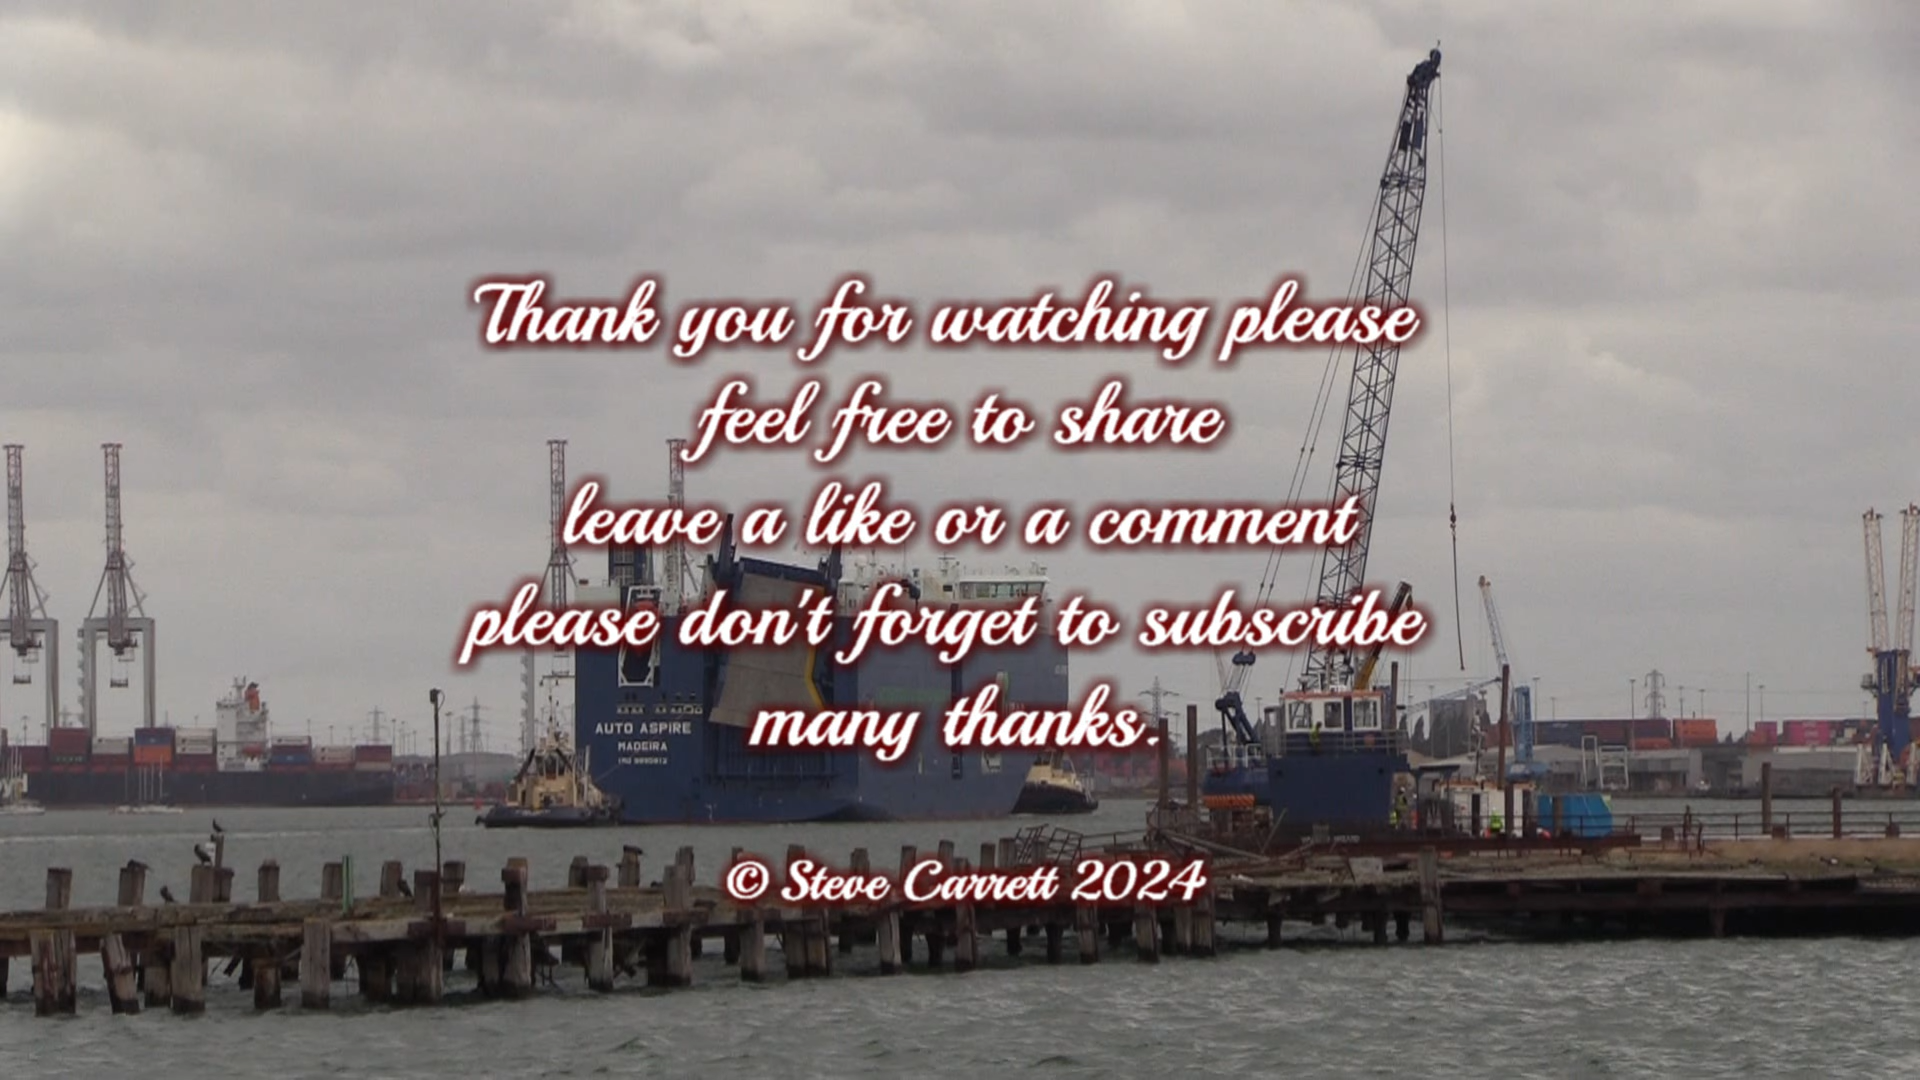 Thank you for watching please
feel free to share
leave a like or a comment
please don't forget to subscribe
many thanks.
AUTO ASPIRE
MADEIRA
© Steve Carrett 2024